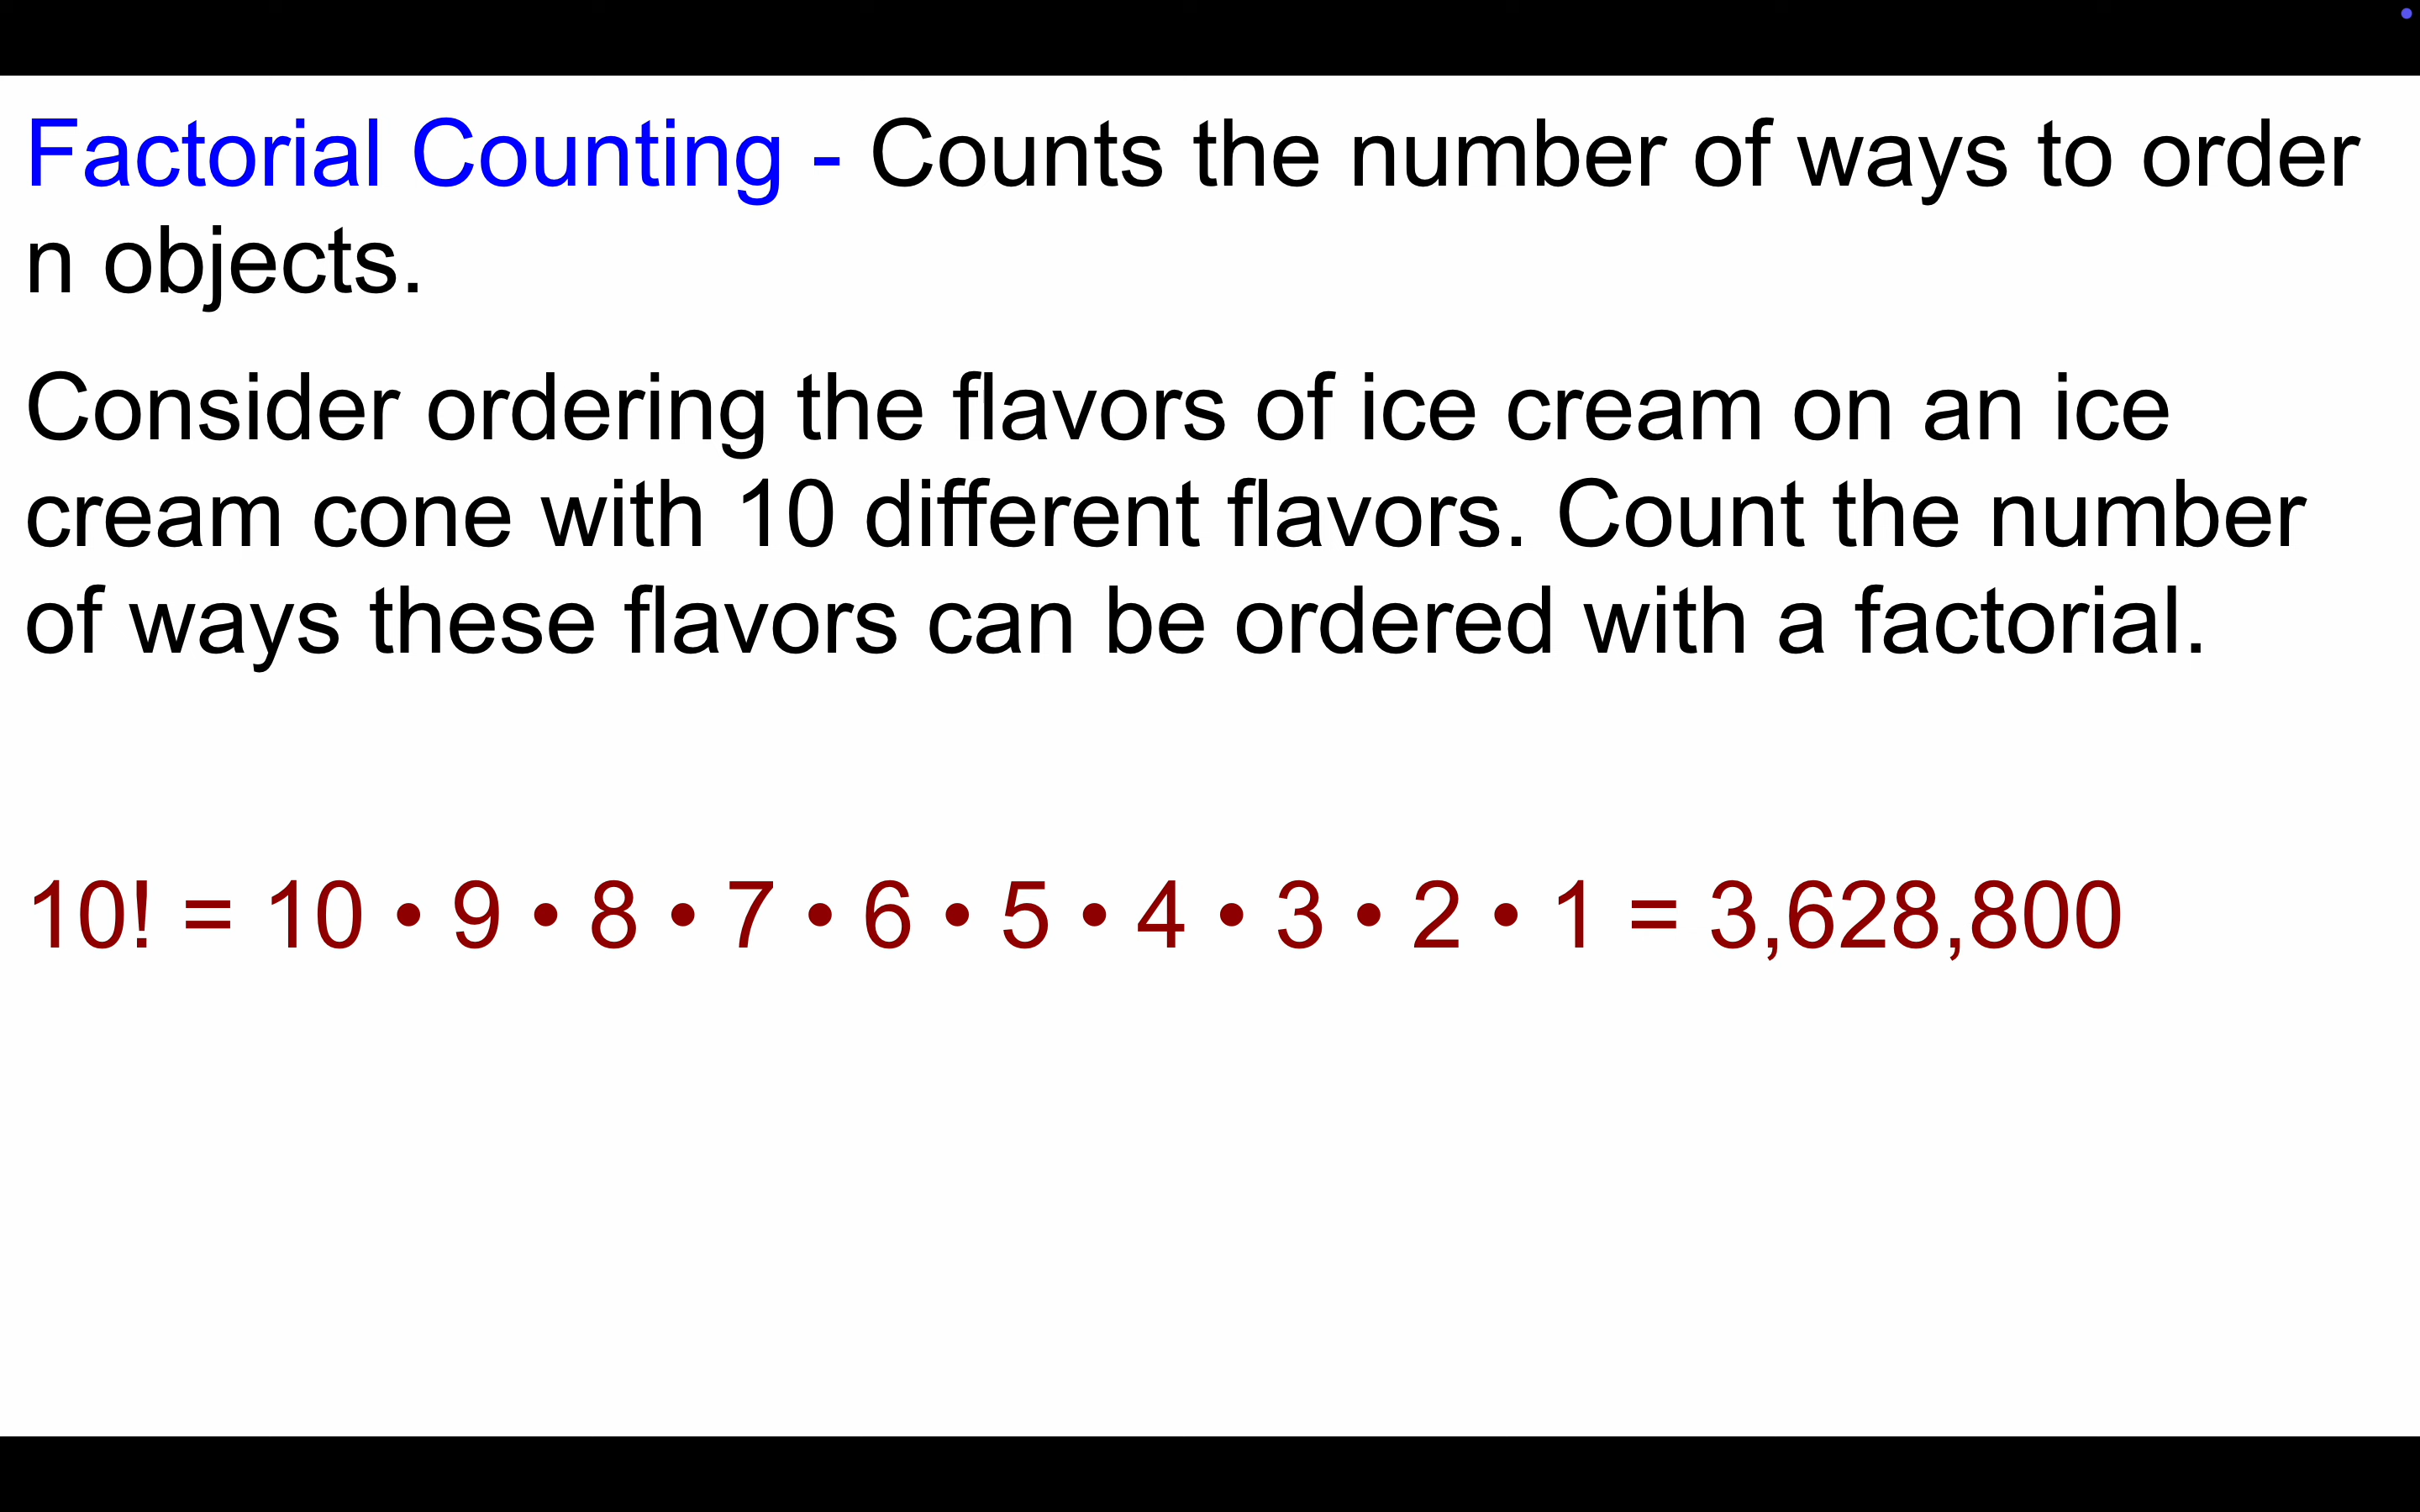 Factorial Counting - Counts the number of ways to order
n objects.
Consider ordering the flavors of ice cream on an ice
cream cone with 10 different flavors. Count the number
of ways these flavors can be ordered with a factorial.
10! = 10 • 9 • 8 • 7 • 6 • 5 • 4 • 3 • 2 • 1 = 3,628,800